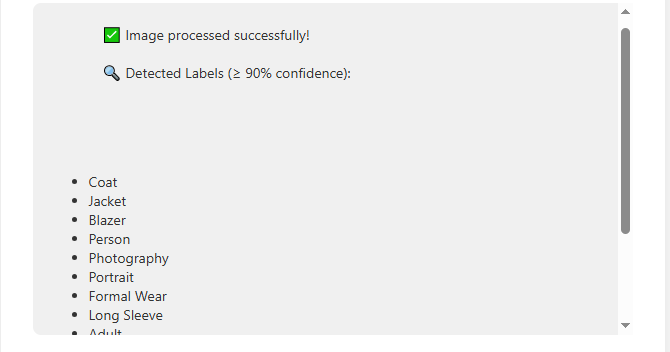 ✅ Image processed successfully!
🔍 Detected Labels (≥ 90% confidence):
• Coat
• Jacket
• Blazer
• Person
• Photography
• Portrait
• Formal Wear
• Long Sleeve
• Adult